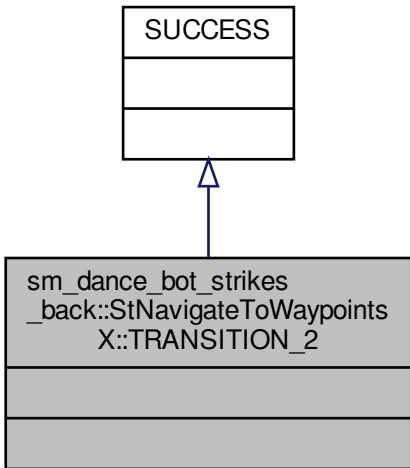 SUCCESS
sm_dance_bot_strikes
_back::StNavigateToWaypoints
X::TRANSITION_2